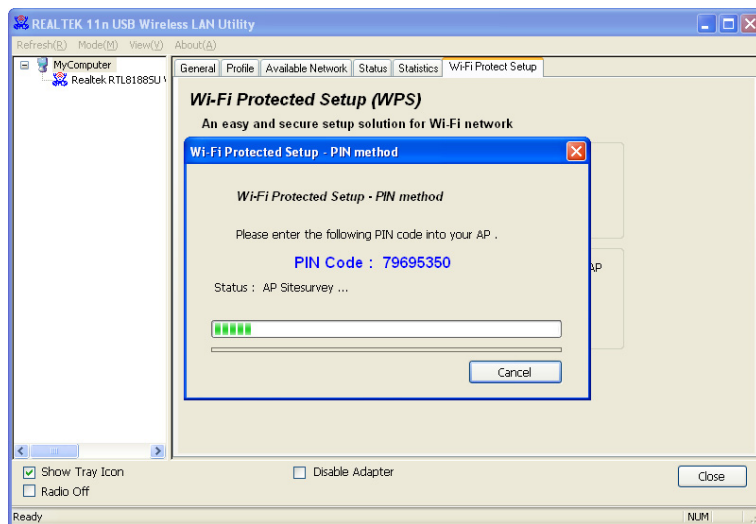 REALTEK 11n USB Wireless LAN Utility
Refresh(R) Mode(M) View(V) About(A)
MyComputer
Realtek RTL8188SU
General Profile Available Network Status Statistics Wi-Fi Protect Setup
Wi-Fi Protected Setup (WPS)
An easy and secure setup solution for Wi-Fi network
Wi-Fi Protected Setup - PIN method
Wi-Fi Protected Setup - PIN method
Please enter the following PIN code into your AP .
PIN Code : 79695350
AP
Status : AP Sitesurvey ...
Cancel
Show Tray Icon
Disable Adapter
Close
Radio Off
Ready
NUM